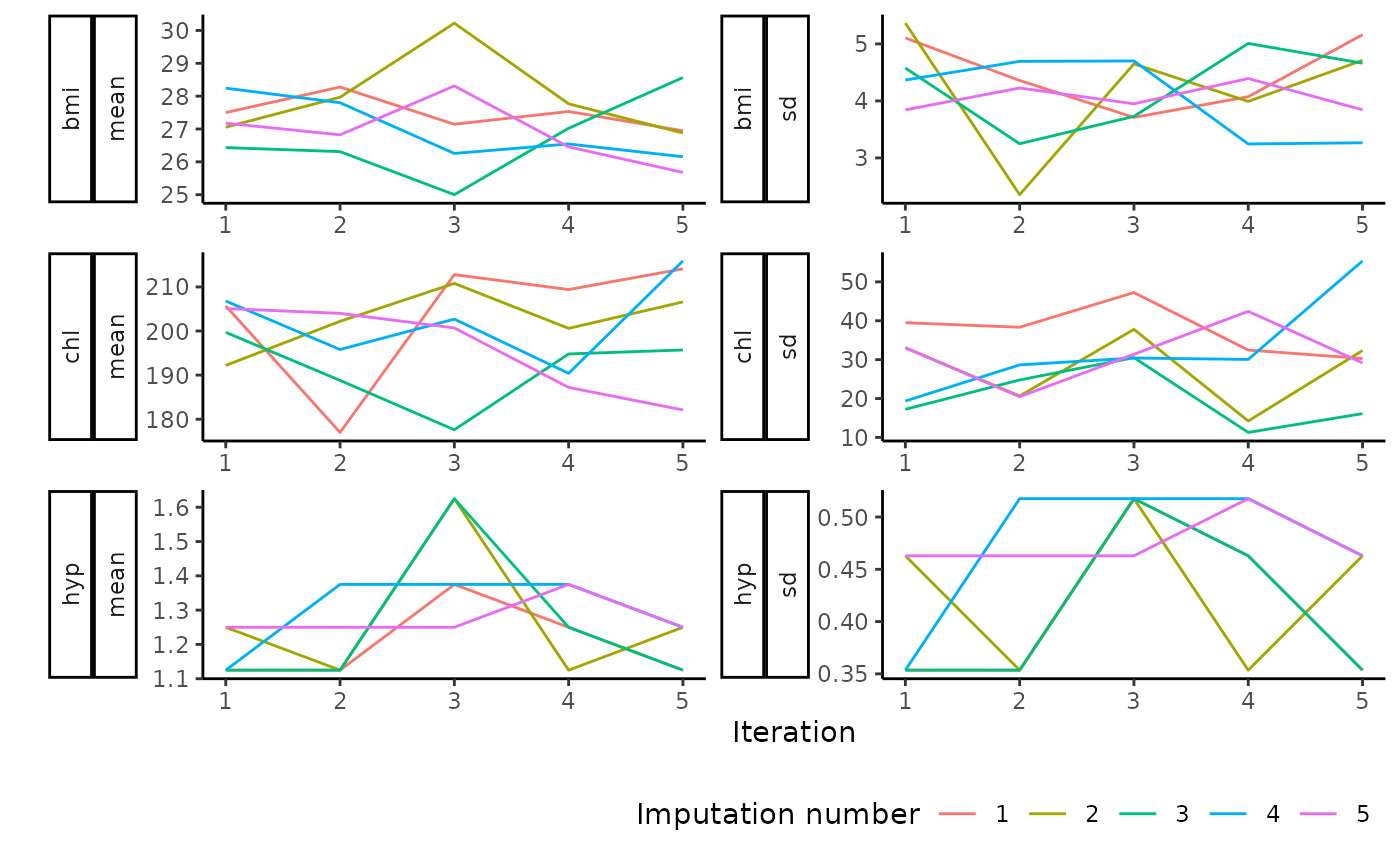 bmi
mean
30
29
28
27
26
25
1 2 3 4 5
bmi
sd
5
4
3
1 2 3 4 5
chl
mean
210
200
190
180
1 2 3 4 5
chl
sd
50
40
30
20
10
1 2 3 4 5
hyp
mean
1.6
1.5
1.4
1.3
1.2
1.1
1 2 3 4 5
hyp
sd
0.50
0.45
0.40
0.35
1 2 3 4 5
Iteration
Imputation number 1 2 3 4 5